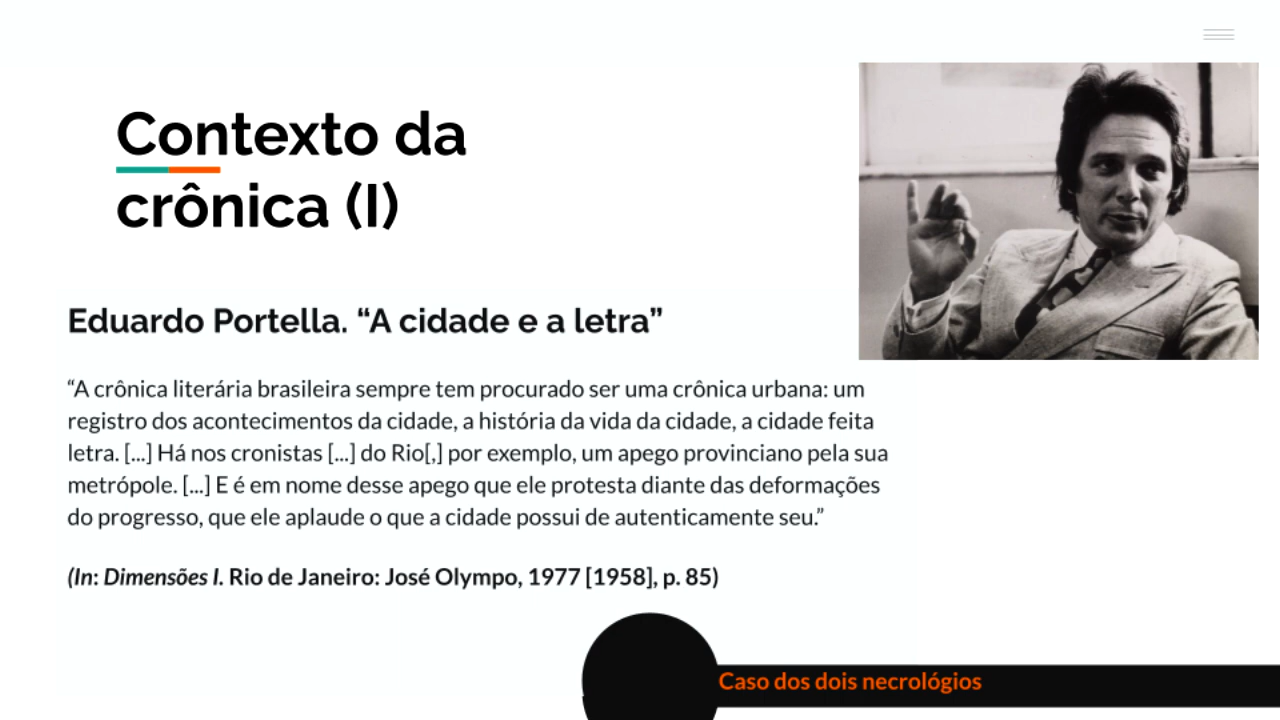 Contexto da
crônica (I)
Eduardo Portella. “A cidade e a letra”
“A crônica literária brasileira sempre tem procurado ser uma crônica urbana: um
registro dos acontecimentos da cidade, a história da vida da cidade, a cidade feita
letra. [...] Há nos cronistas [...] do Rio[,] por exemplo, um apego provinciano pela sua
metrópole. [...] E é em nome desse apego que ele protesta diante das deformações
do progresso, que ele aplaude o que a cidade possui de autenticamente seu.”
(In: Dimensões I. Rio de Janeiro: José Olympo, 1977 [1958], p. 85)
Caso dos dois necrológios